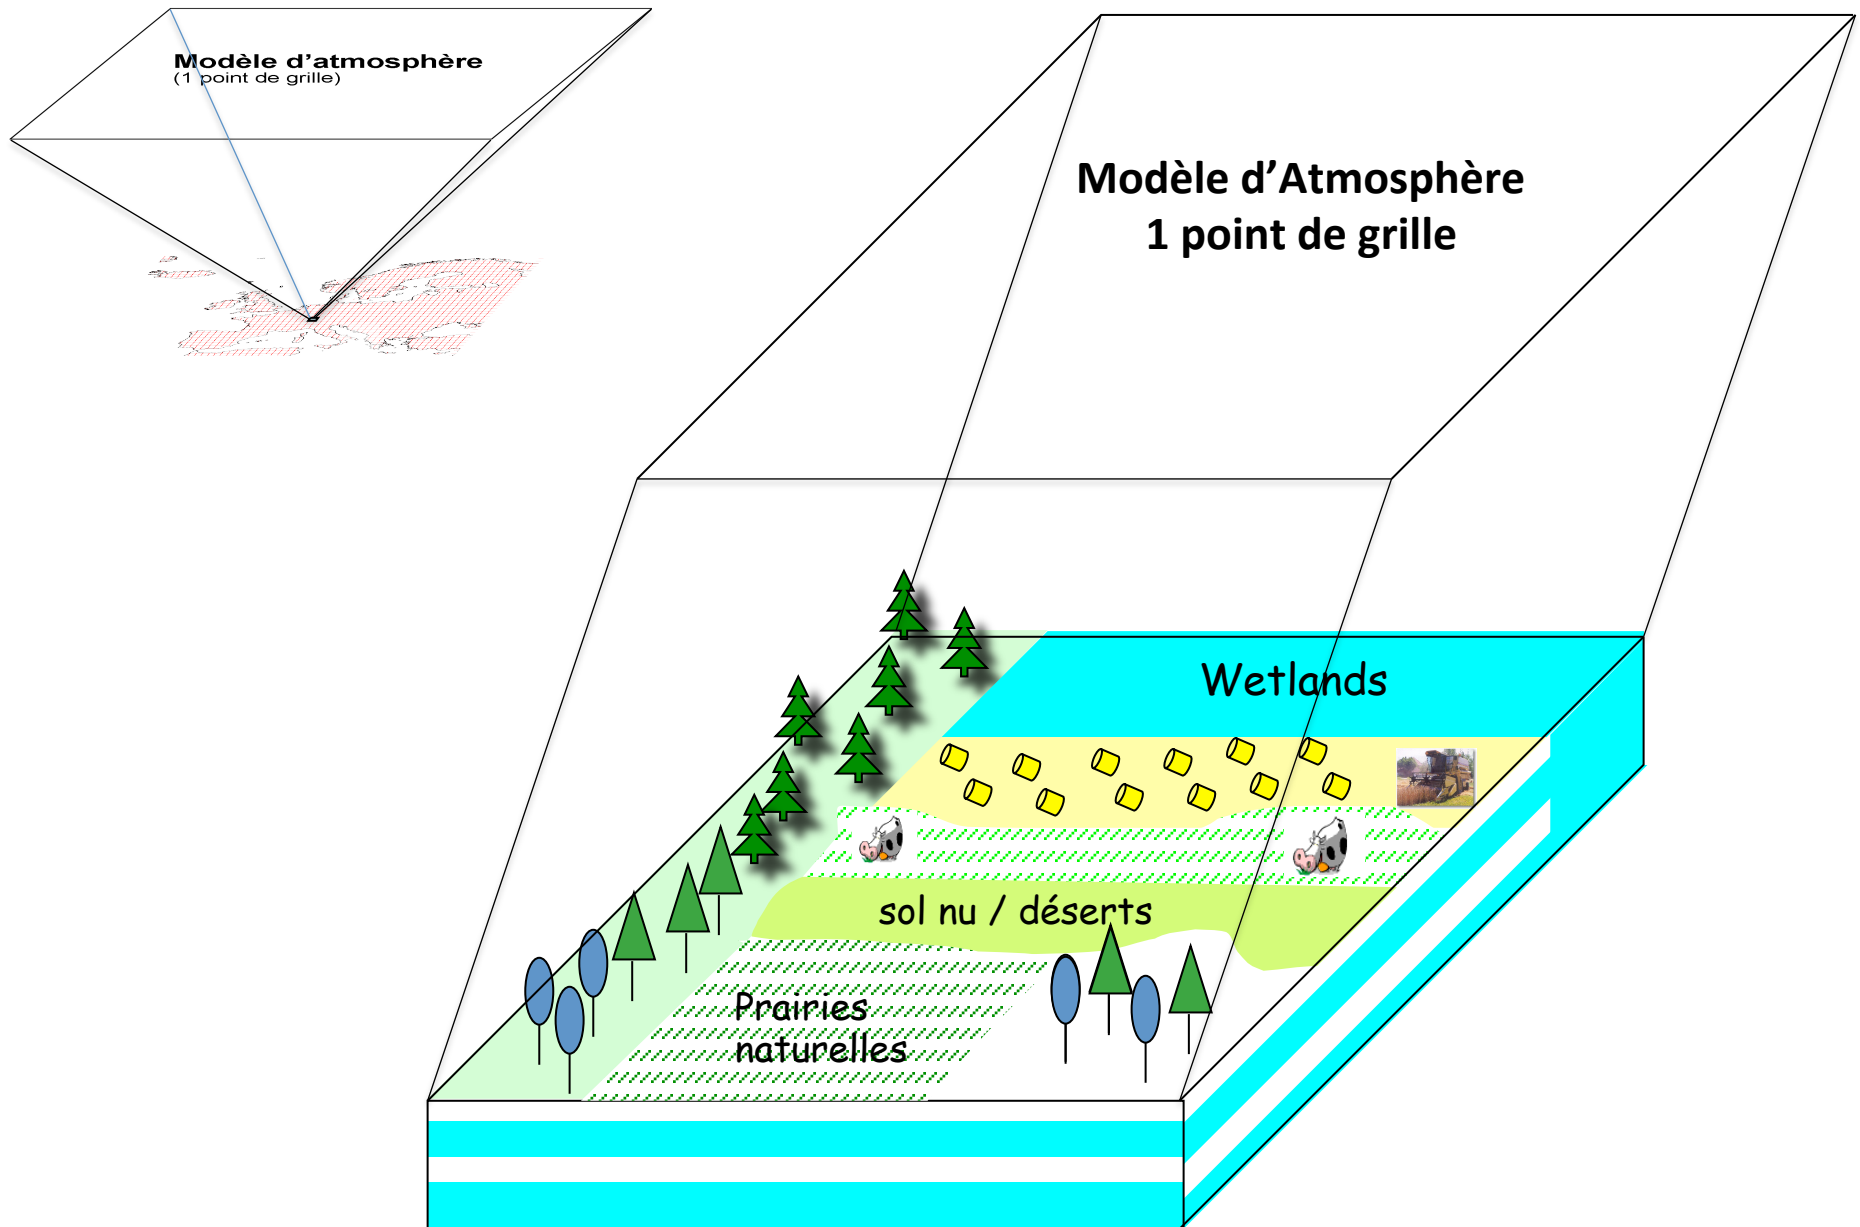 Modèle d'atmosphère
(1 point de grille)
Modèle d’Atmosphère
1 point de grille
Wetlands
sol nu / déserts
Prairies
naturelles